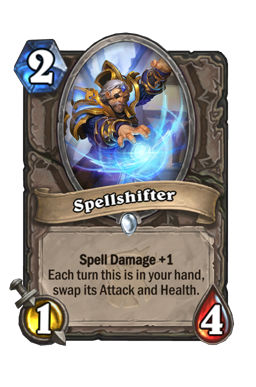 2
Spellshifter
Spell Damage +1
Each turn this is in your hand,
swap its Attack and Health.
1
4